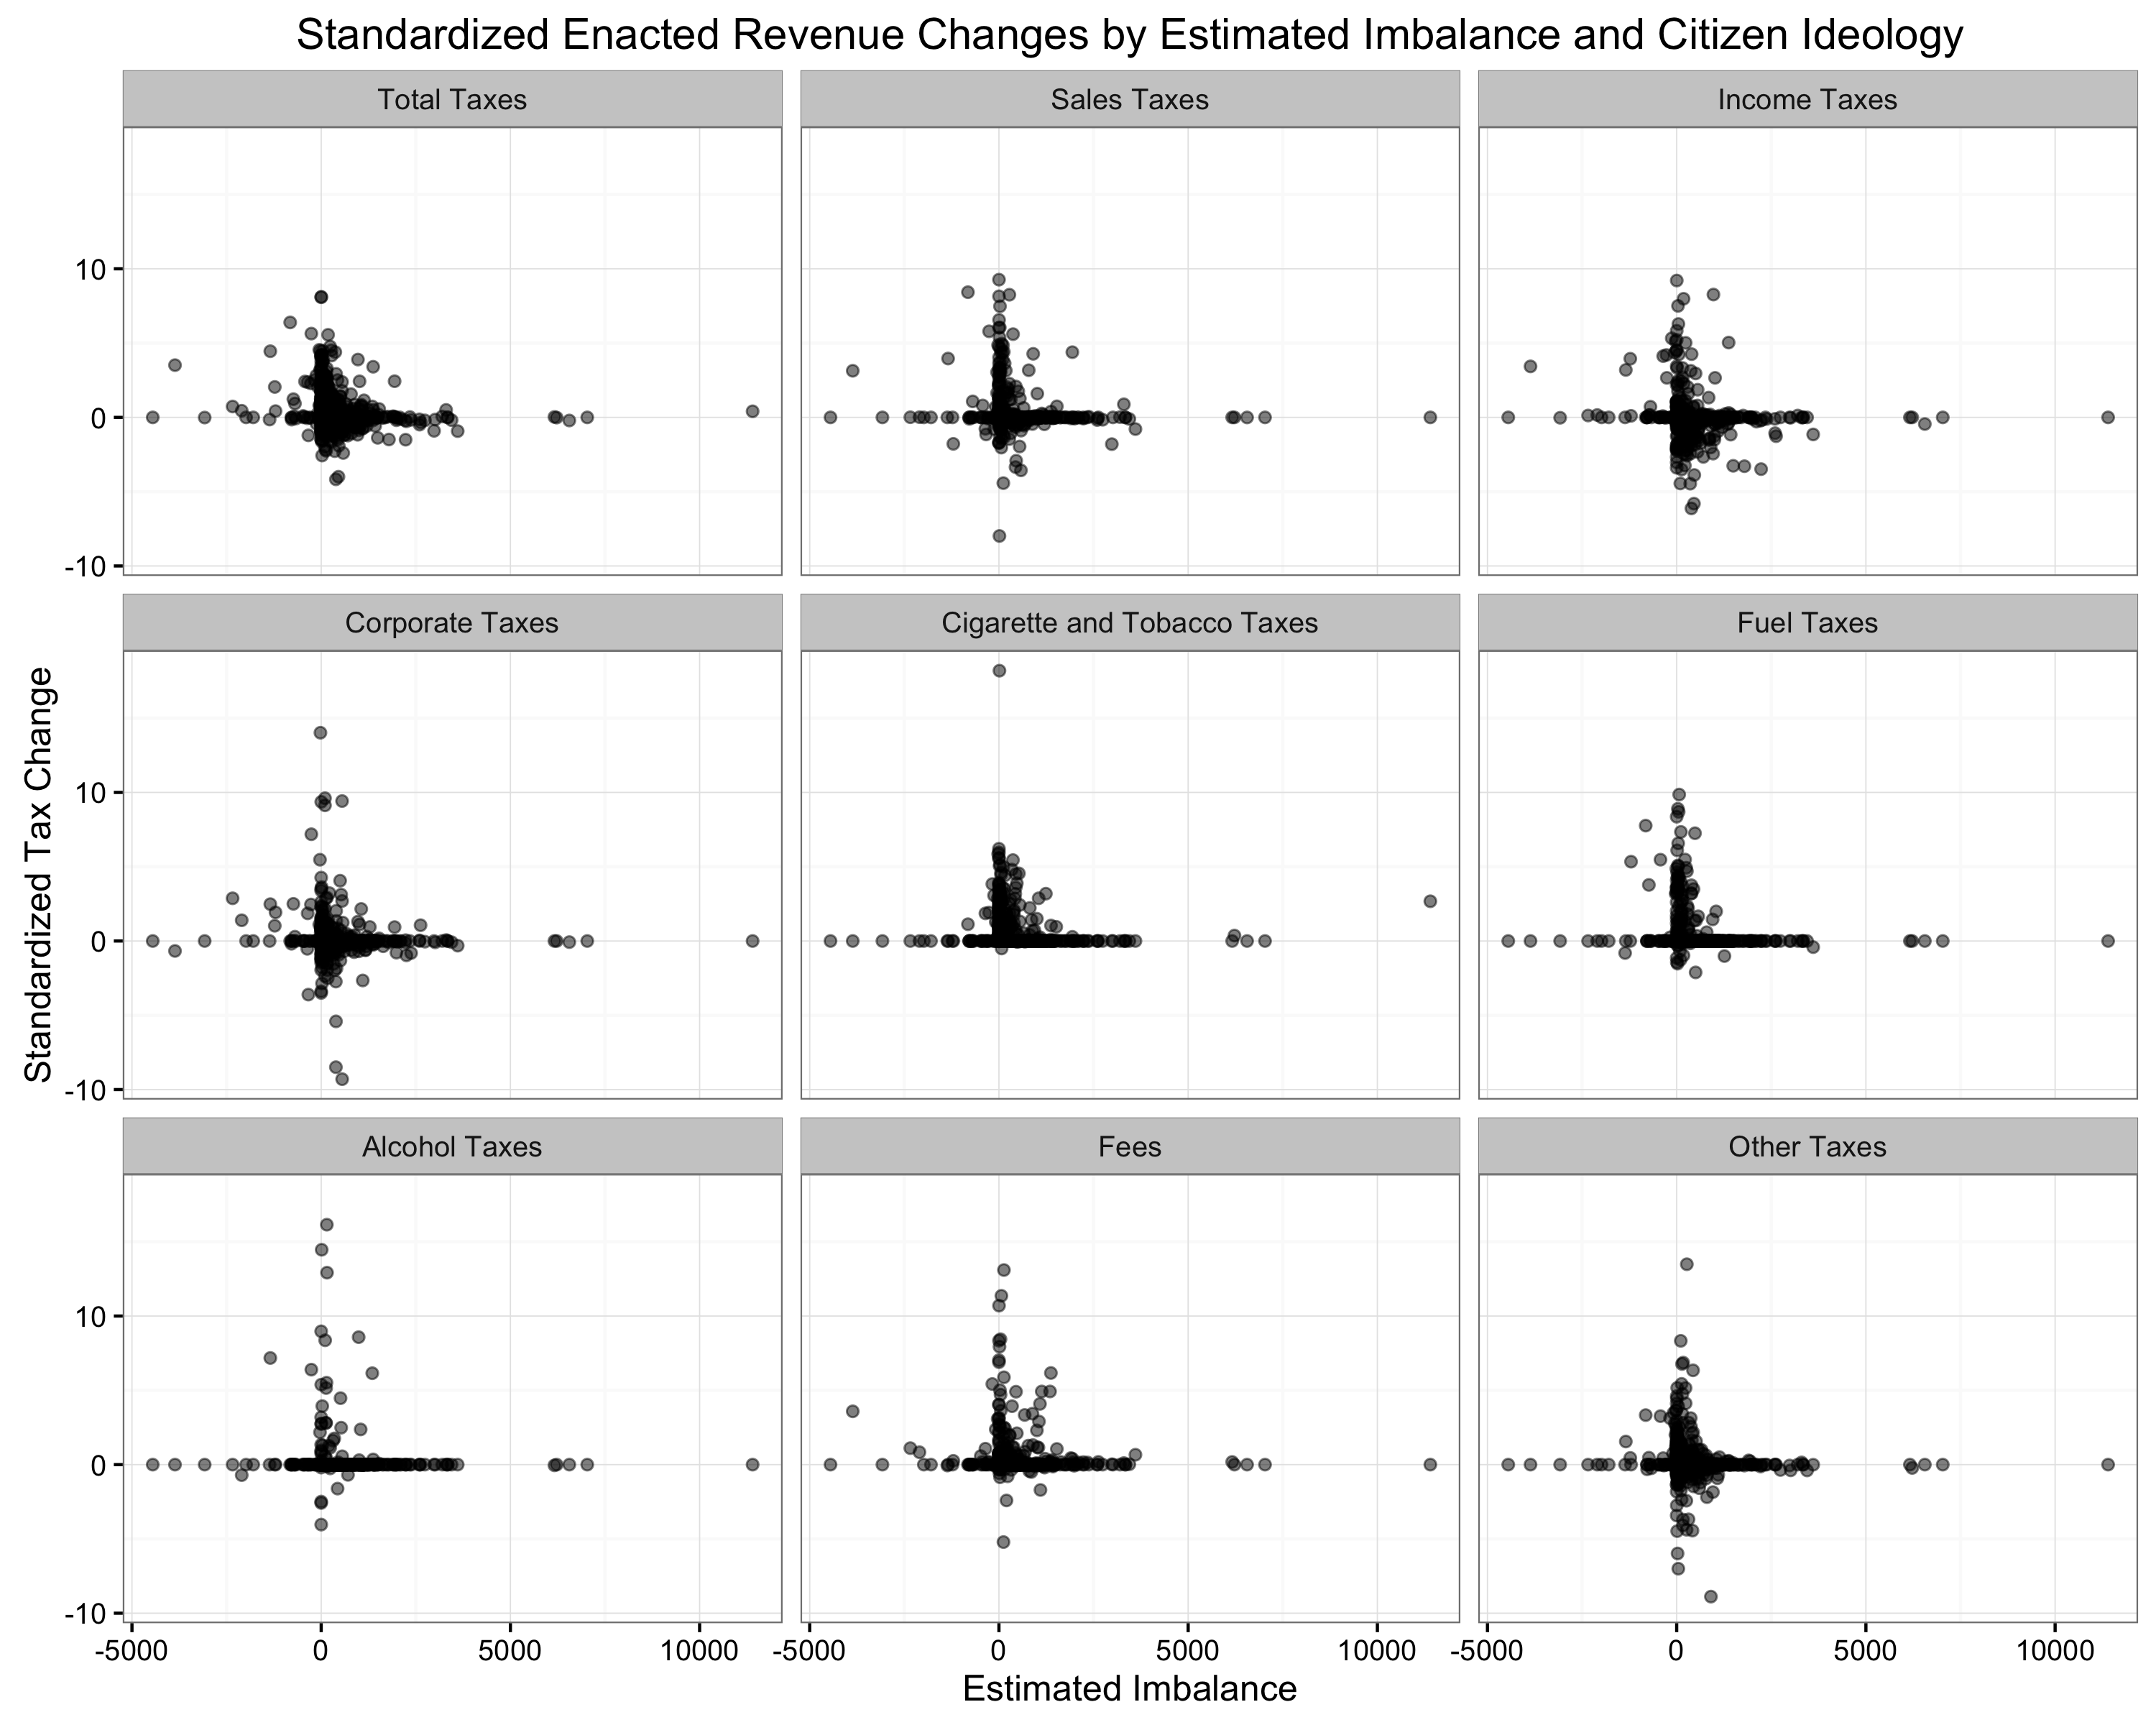 Standardized Enacted Revenue Changes by Estimated Imbalance and Citizen Ideology
Total Taxes
Sales Taxes
Income Taxes
10
0
-10
Corporate Taxes
Cigarette and Tobacco Taxes
Fuel Taxes
Standardized Tax Change
10
0
-10
Alcohol Taxes
Fees
Other Taxes
10
0
-10
-5000 0 5000 10000 -5000 0 5000 10000 -5000 0 5000 10000
Estimated Imbalance